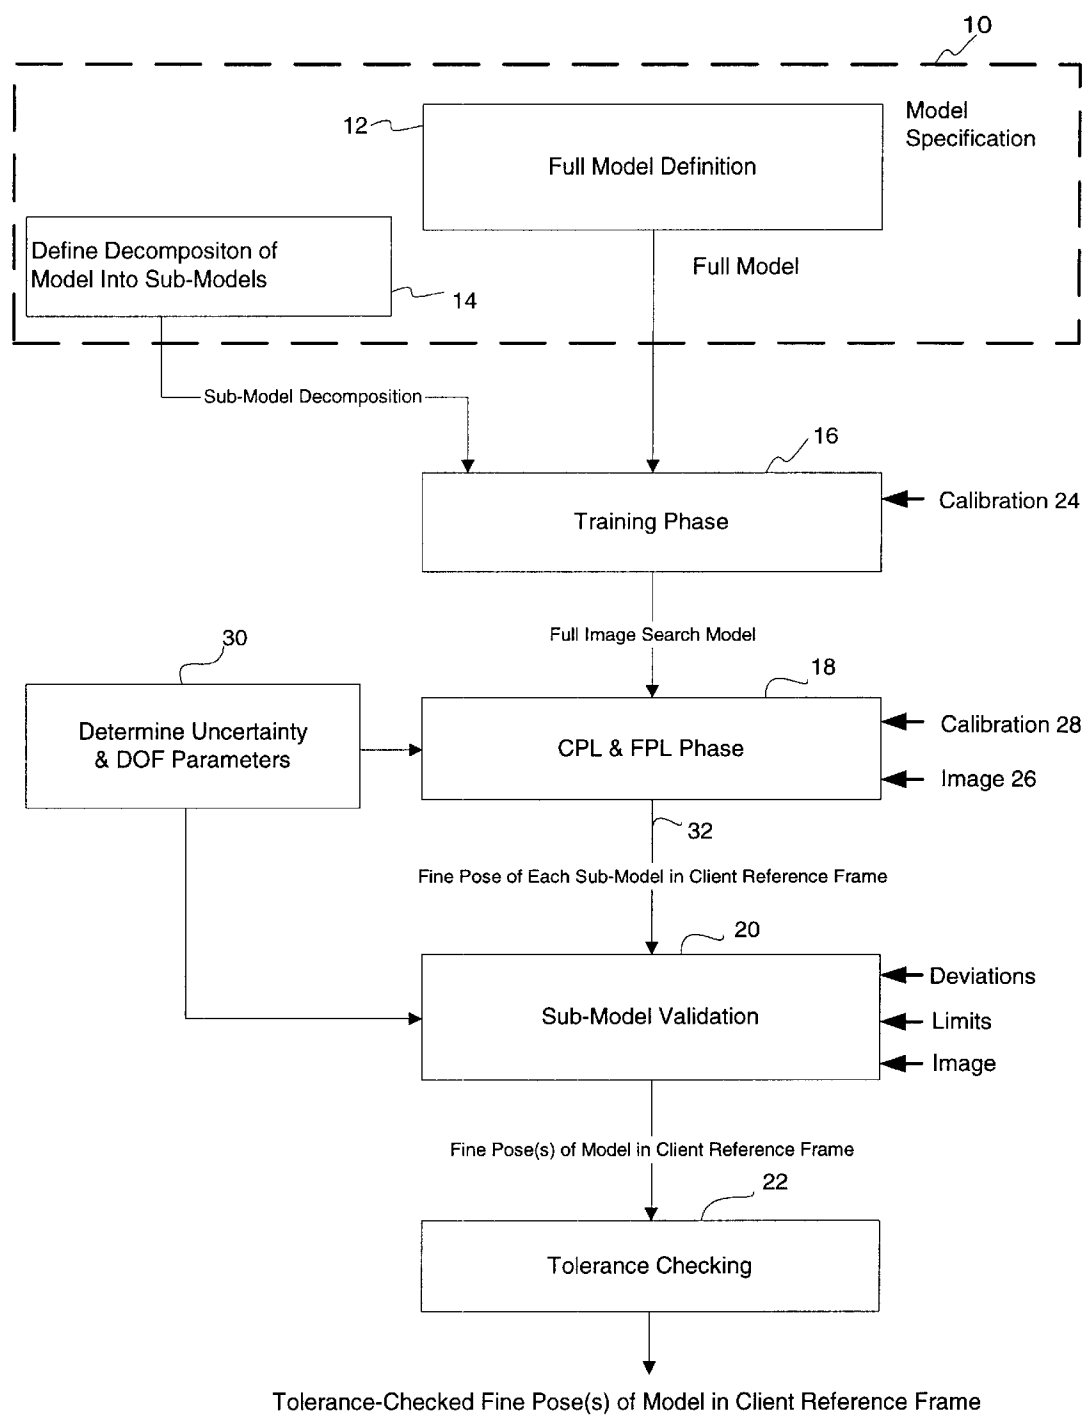 10
Model
Specification
12
Full Model Definition
Define Decompositon of
Model Into Sub-Models
14
Full Model
Sub-Model Decomposition
16
Training Phase
Calibration 24
Full Image Search Model
30
18
Determine Uncertainty
& DOF Parameters
CPL & FPL Phase
Calibration 28
Image 26
32
Fine Pose of Each Sub-Model in Client Reference Frame
20
Sub-Model Validation
Deviations
Limits
Image
Fine Pose(s) of Model in Client Reference Frame
22
Tolerance Checking
Tolerance-Checked Fine Pose(s) of Model in Client Reference Frame